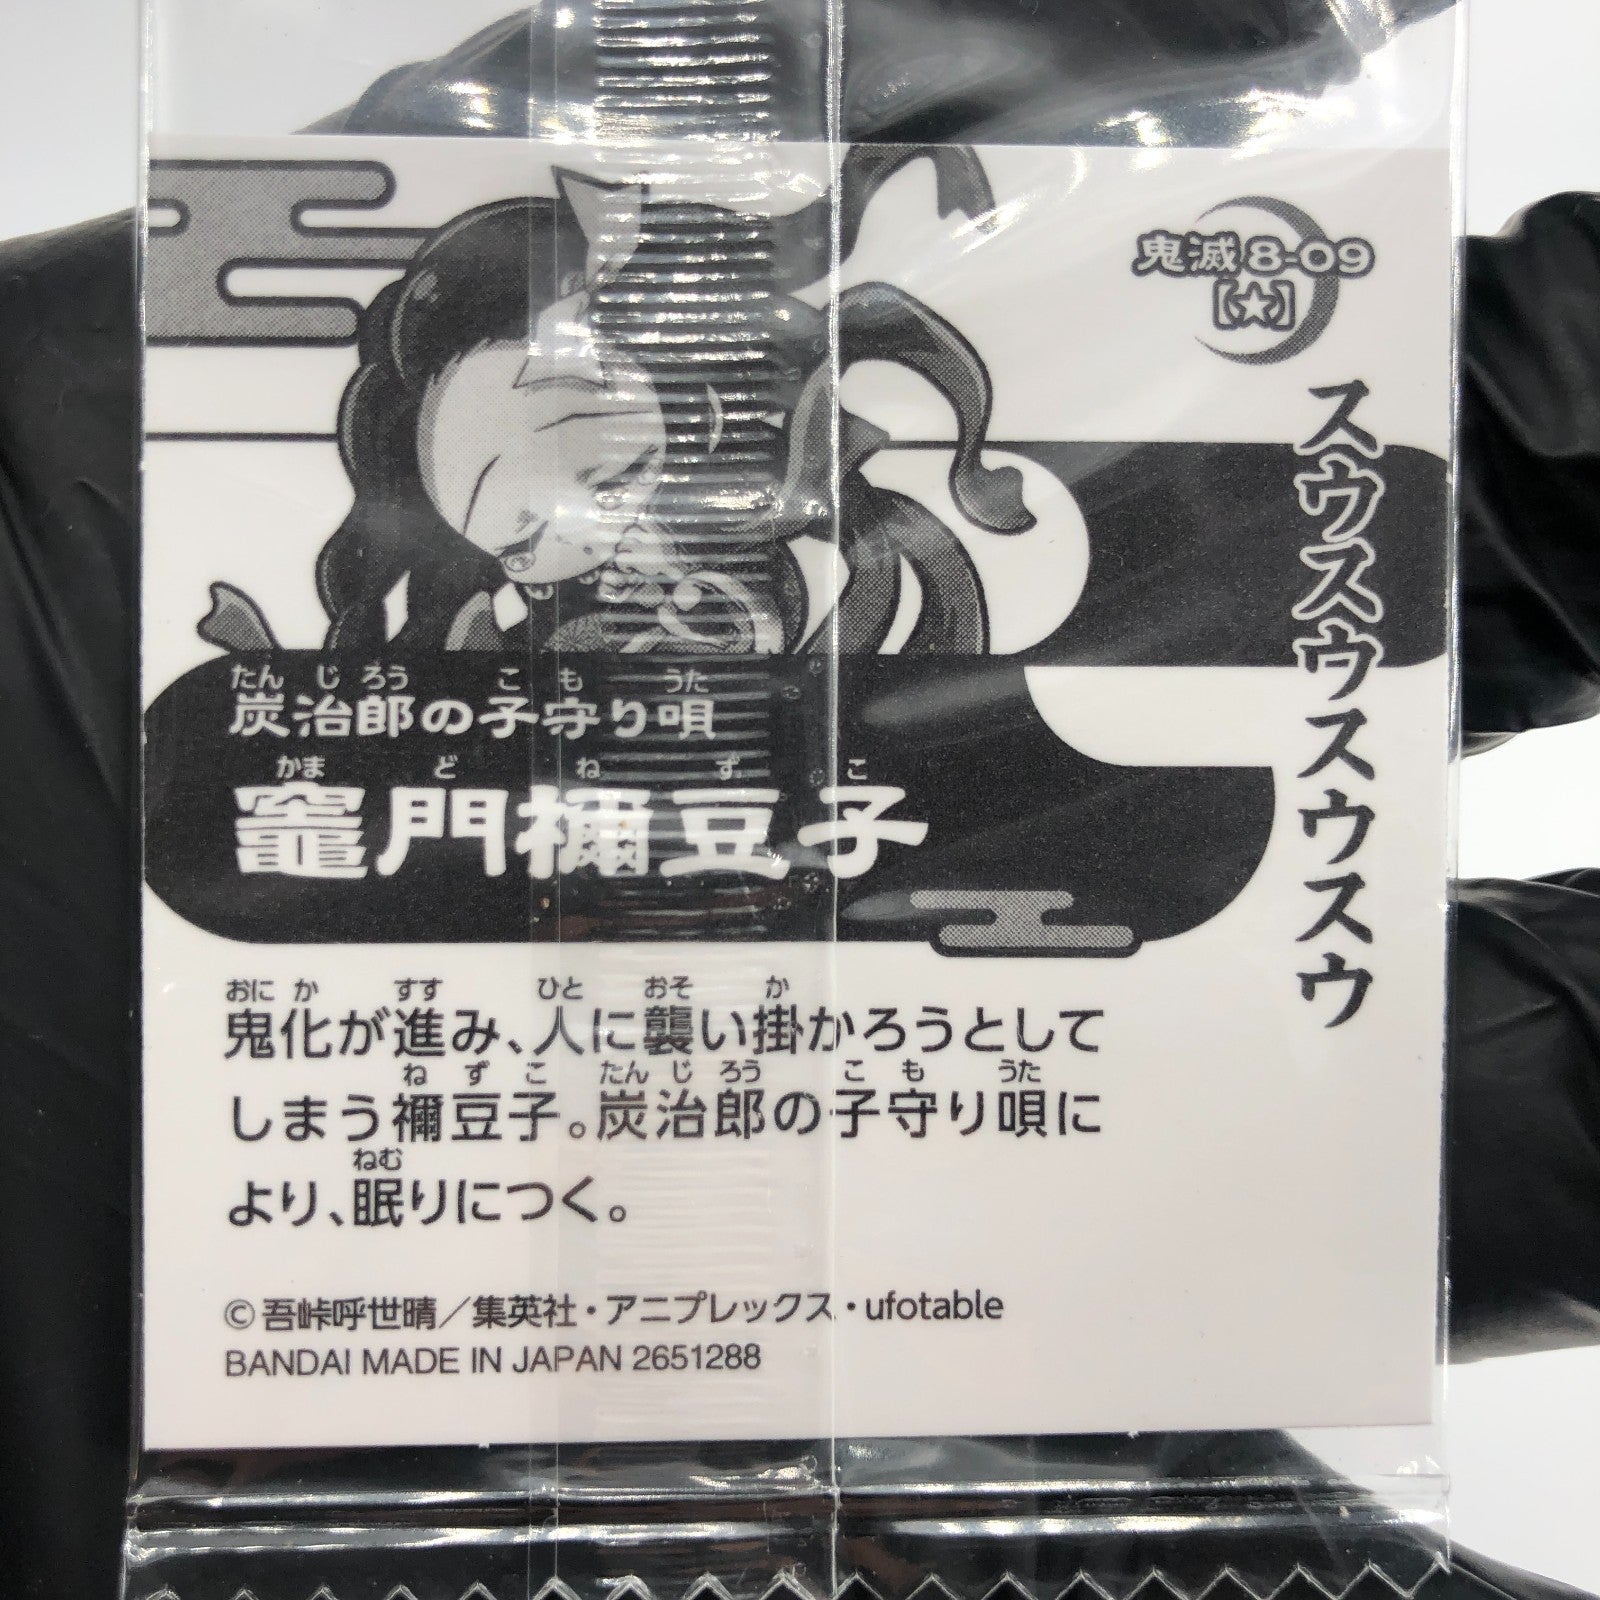 鬼滅8-09
【☆】
スウスウスウスウ
たんじろう こもうた
炭治郎の子守り唄
かまどねずこ
竈門禰豆子
おにか すす ひと おそ か
鬼化が進み、人に襲い掛かろうとして
ねずこ たんじろう こもうた
しまう禰豆子。炭治郎の子守り唄に
ねむ
より、眠りにつく。
©吾峠呼世晴／集英社・アニプレックス・ufotable
BANDAI MADE IN JAPAN 2651288